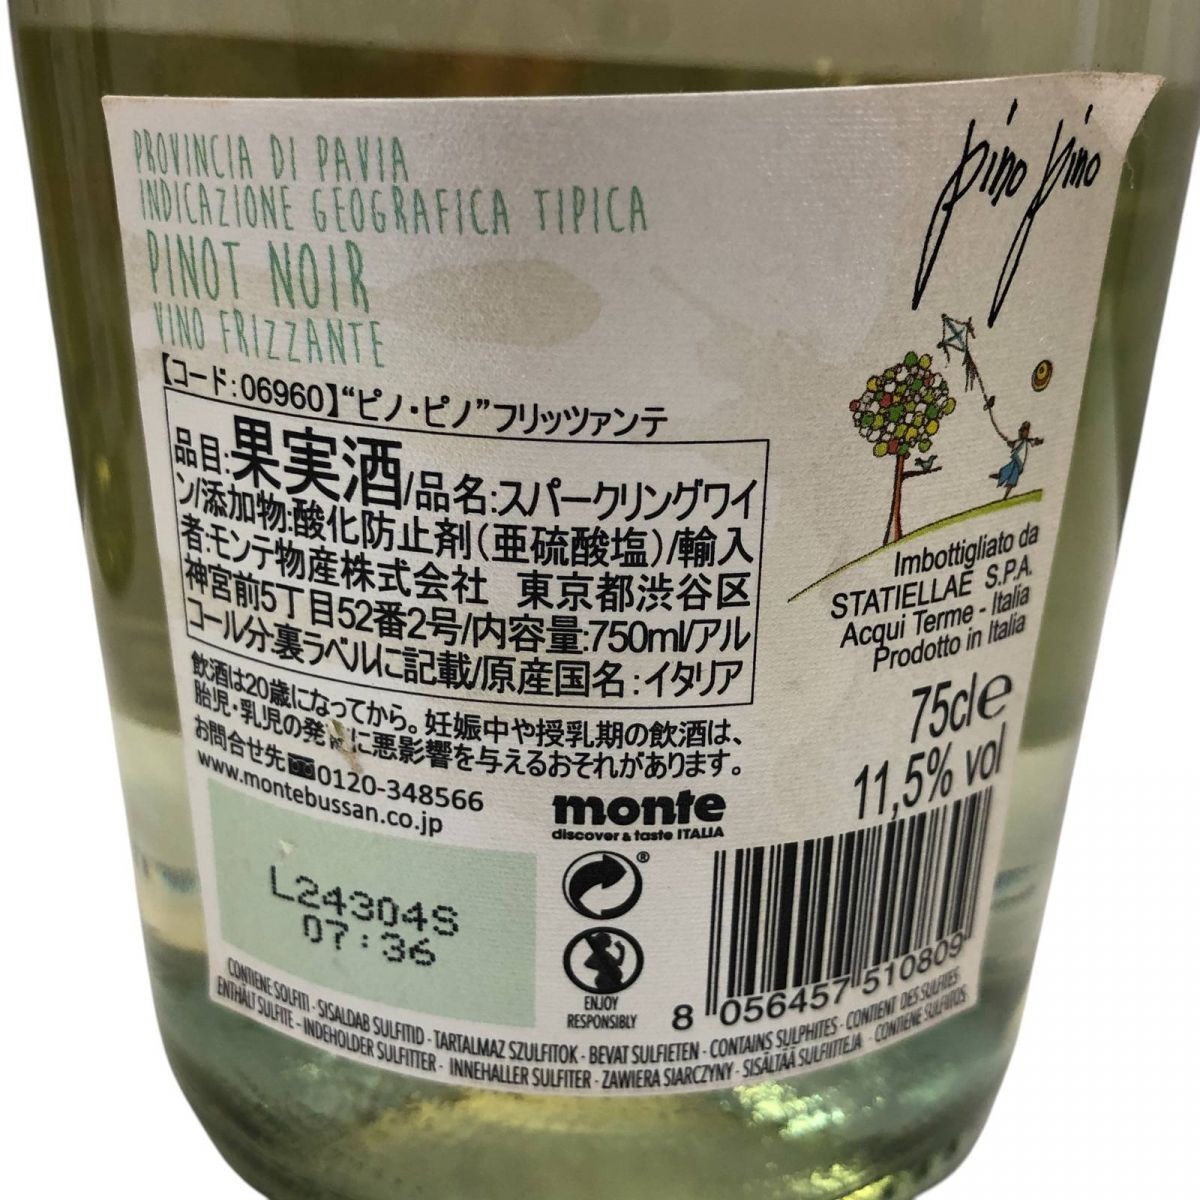 PROVINCIA DI PAVIA
INDICAZIONE GEOGRAFICA TIPICA
PINOT NOIR
VINO FRIZZANTE
pino pino
【コード:06960】“ピノ・ピノ”フリッツァンテ
品目:果実酒/品名:スパークリングワイ
ン/添加物:酸化防止剤(亜硫酸塩)/輸入
者:モンテ物産株式会社 東京都渋谷区
神宮前5丁目52番2号/内容量:750ml/アル
コール分:裏ラベルに記載/原産国名:イタリア
飲酒は20歳になってから。妊娠中や授乳期の飲酒は、
胎児・乳児の発 に悪影響を与えるおそれがあります。
お問合せ先☎0120-348566
www.montebussan.co.jp
monte
discover & taste ITALIA
Imbottigliato da
STATIELLAE S.P.A.
Acqui Terme - Italia
Prodotto in Italia
75cl e
11,5% vol
L24304S
07:36
®
ENJOY
RESPONSIBLY
8 056457 510809
CONTIENE SOLFITI - SISALDAB SULFITID - TARTALMAZ SZULFITOK - BEVAT SULFIETEN - CONTAINS SULPHITES - CONTIENT DES SULFITES
ENTHÄLT SULFITE - INDEHOLDER SULFITTER - INNEHALLER SULFITER - ZAWIERA SIARCZYNY - SISÄLTÄÄ SULFIITTEJA - CONTIENE SULFITOS